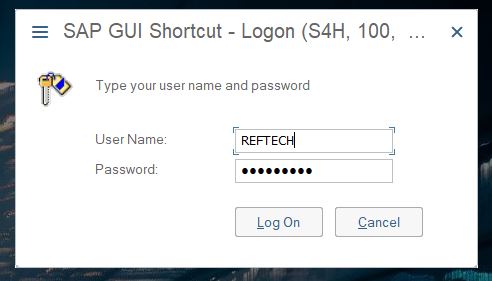 SAP GUI Shortcut - Logon (S4H, 100, ...
Type your user name and password
User Name: REFTECH
Password: ●●●●●●●●●
Log On Cancel